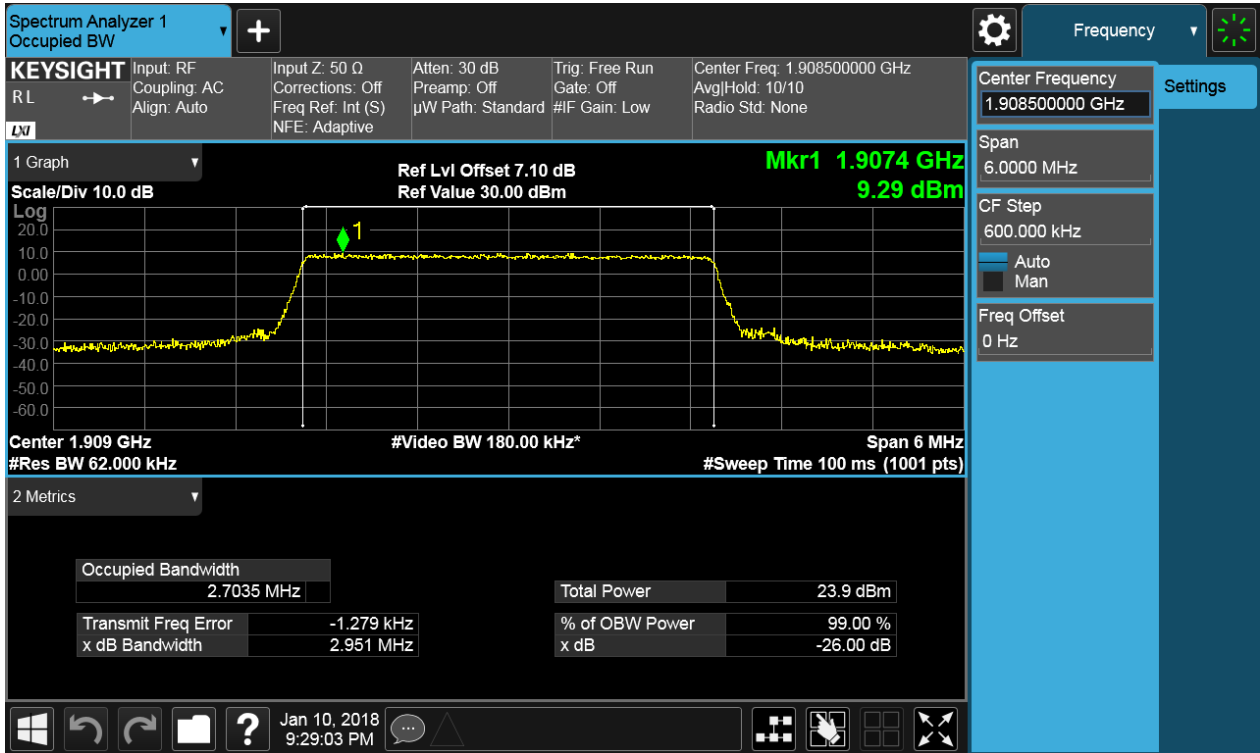 Spectrum Analyzer 1
Occupied BW
+
Frequency
KEYSIGHT
RL
LXI
Input: RF
Coupling: AC
Align: Auto
Input Z: 50 Ω
Corrections: Off
Freq Ref: Int (S)
NFE: Adaptive
Atten: 30 dB
Preamp: Off
µW Path: Standard
Trig: Free Run
Gate: Off
#IF Gain: Low
Center Freq: 1.908500000 GHz
Avg|Hold: 10/10
Radio Std: None
Center Frequency
1.908500000 GHz
Settings
Span
6.0000 MHz
CF Step
600.000 kHz
Auto
Man
Freq Offset
0 Hz
1 Graph
Scale/Div 10.0 dB
Ref Lvl Offset 7.10 dB
Ref Value 30.00 dBm
Mkr1 1.9074 GHz
9.29 dBm
Log
20.0
10.0
0.00
-10.0
-20.0
-30.0
-40.0
-50.0
-60.0
1
Center 1.909 GHz
#Video BW 180.00 kHz*
Span 6 MHz
#Res BW 62.000 kHz
#Sweep Time 100 ms (1001 pts)
2 Metrics
Occupied Bandwidth
2.7035 MHz
Total Power 23.9 dBm
Transmit Freq Error -1.279 kHz
% of OBW Power 99.00 %
x dB Bandwidth 2.951 MHz
x dB -26.00 dB
?
Jan 10, 2018
9:29:03 PM